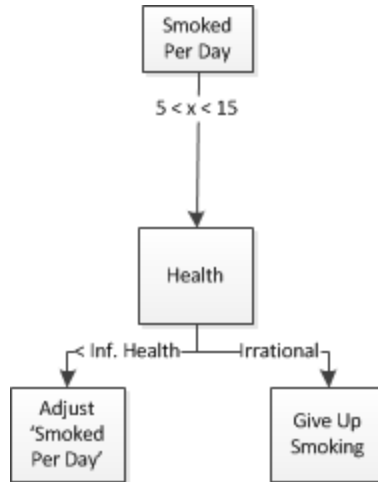 Smoked
Per Day
5 < x < 15
Health
< Inf. Health
Irrational
Adjust
‘Smoked
Per Day’
Give Up
Smoking